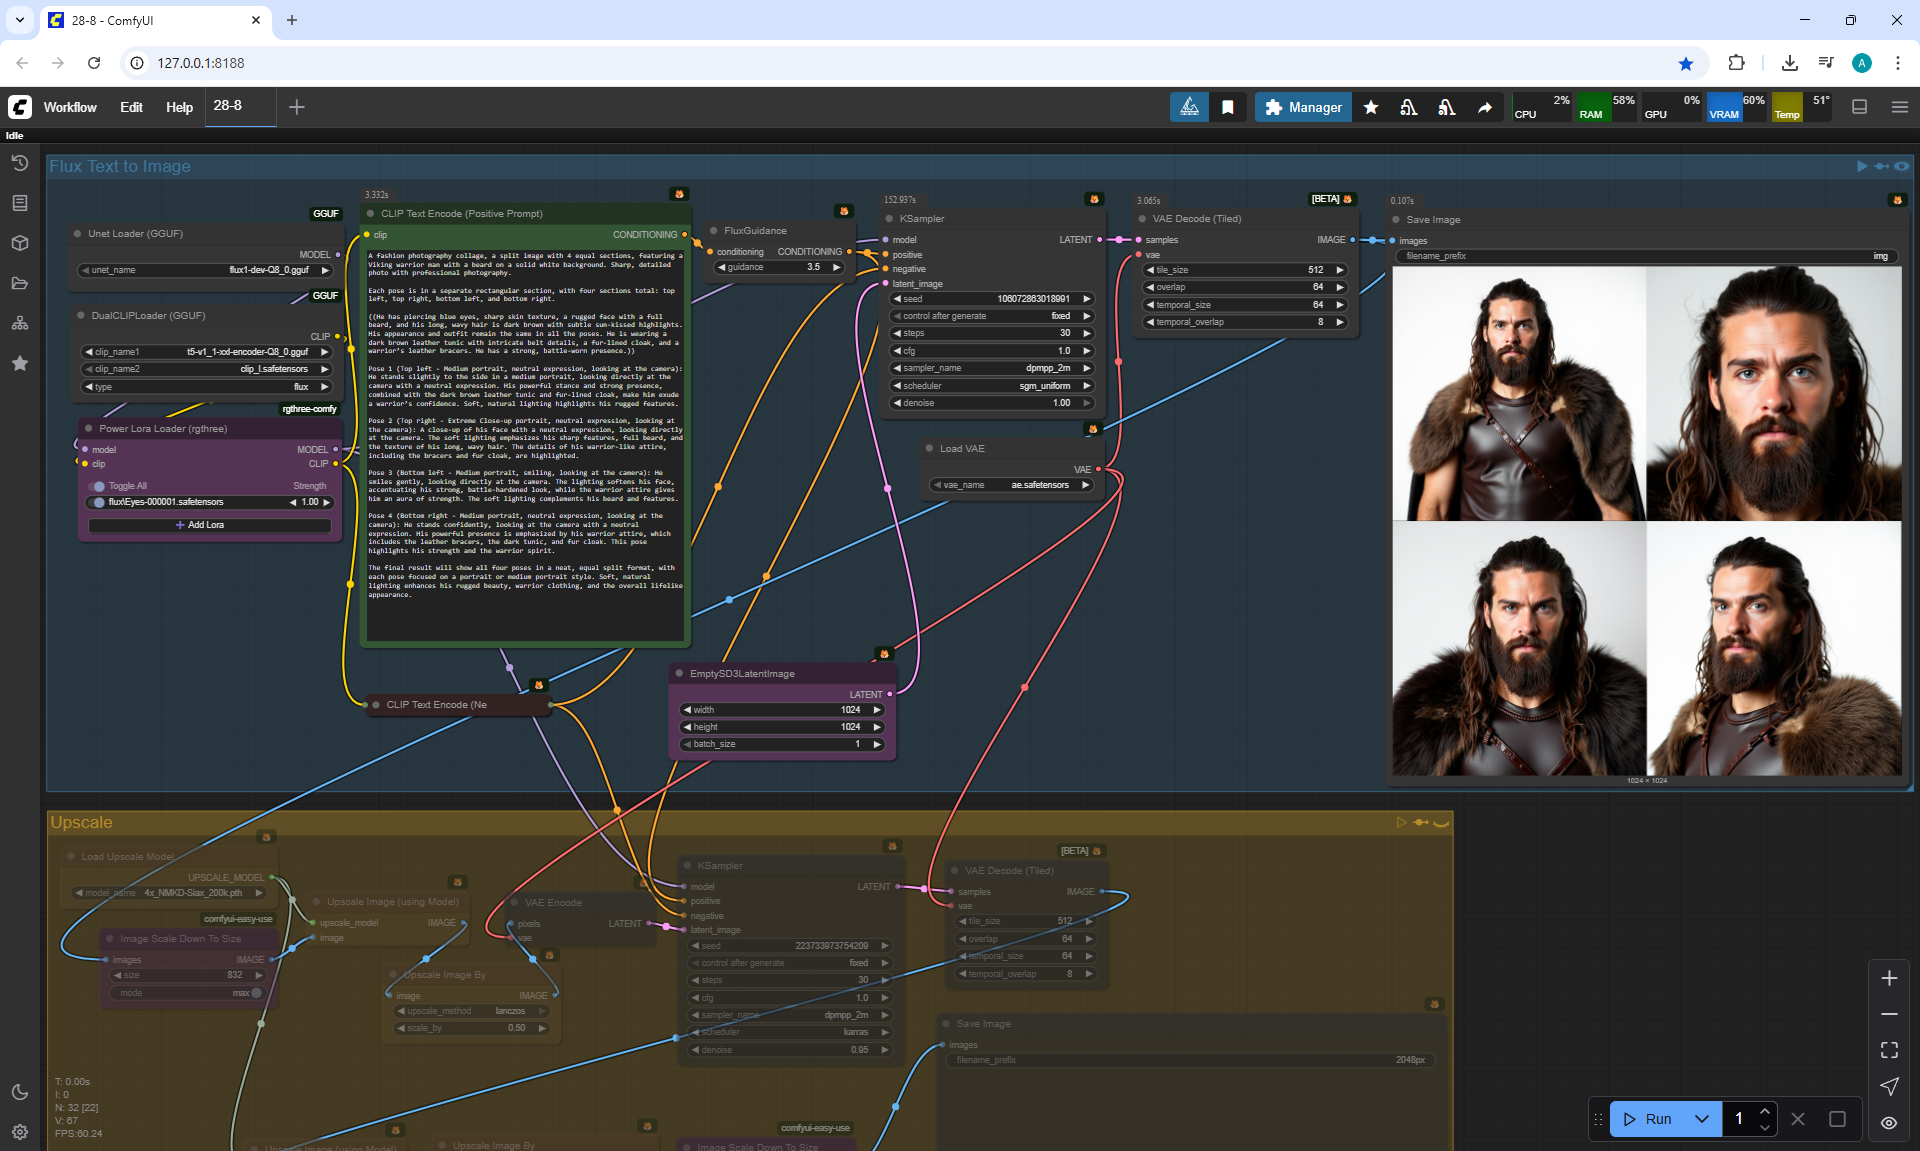 28-8 - ComfyUI
127.0.0.1:8188
A
Workflow
Edit
Help
28-8
Manager
CPU 2%
RAM 58%
GPU 0%
VRAM 60%
Temp 51°
Idle
Flux Text to Image
GGUF
Unet Loader (GGUF)
MODEL
unet_name flux1-dev-Q8_0.gguf
GGUF
DualCLIPLoader (GGUF)
CLIP
clip_name1 t5-v1_1-xxl-encoder-Q8_0.gguf
clip_name2 clip_l.safetensors
type flux
rgthree-comfy
Power Lora Loader (rgthree)
model MODEL
clip CLIP
Toggle All Strength
flux\Eyes-000001.safetensors 1.00
+ Add Lora
3.332s
CLIP Text Encode (Positive Prompt)
clip CONDITIONING
A fashion photography collage, a split image with 4 equal sections, featuring a
Viking warrior man with a beard on a solid white background. Sharp, detailed
photo with professional photography.
Each pose is in a separate rectangular section, with four sections total: top
left, top right, bottom left, and bottom right.
((He has piercing blue eyes, sharp skin texture, a rugged face with a full
beard, and his long, wavy hair is dark brown with subtle sun-kissed highlights.
His appearance and outfit remain the same in all the poses. He is wearing a
dark brown leather tunic with intricate belt details, a fur-lined cloak, and a
warrior's leather bracers. He has a strong, battle-worn presence.))
Pose 1 (Top left - Medium portrait, neutral expression, looking at the camera):
He stands slightly to the side in a medium portrait, looking directly at the
camera with a neutral expression. His powerful stance and strong presence,
combined with the dark brown leather tunic and fur-lined cloak, make him exude
a warrior's confidence. Soft, natural lighting highlights his rugged features.
Pose 2 (Top right - Extreme Close-up portrait, neutral expression, looking at
the camera): A close-up of his face with a neutral expression, looking directly
at the camera. The soft lighting emphasizes his sharp features, full beard, and
the texture of his long, wavy hair. The details of his warrior-like attire,
including the bracers and fur cloak, are highlighted.
Pose 3 (Bottom left - Medium portrait, smiling, looking at the camera): He
smiles gently, looking directly at the camera. The lighting softens his face,
accentuating his strong, battle-hardened look, while the warrior attire gives
him an aura of strength. The soft lighting complements his beard and features.
Pose 4 (Bottom right - Medium portrait, neutral expression, looking at the
camera): He stands confidently, looking at the camera with a neutral
expression. His powerful presence is emphasized by his warrior attire, which
includes the leather bracers, the dark tunic, and fur cloak. This pose
highlights his strength and the warrior spirit.
The final result will show all four poses in a neat, equal split format, with
each pose focused on a portrait or medium portrait style. Soft, natural
lighting enhances his rugged beauty, warrior clothing, and the overall lifelike
appearance.
CLIP Text Encode (Ne
FluxGuidance
conditioning CONDITIONING
guidance 3.5
152.937s
KSampler
model LATENT
positive
negative
latent_image
seed 106072863018991
control after generate fixed
steps 30
cfg 1.0
sampler_name dpmpp_2m
scheduler sgm_uniform
denoise 1.00
Load VAE
VAE
vae_name ae.safetensors
EmptySD3LatentImage
LATENT
width 1024
height 1024
batch_size 1
3.065s
[BETA]
VAE Decode (Tiled)
samples IMAGE
vae
tile_size 512
overlap 64
temporal_size 64
temporal_overlap 8
0.107s
Save Image
images
filename_prefix img
1024 × 1024
Upscale
Load Upscale Model
UPSCALE_MODEL
model_name 4x_NMKD-Siax_200k.pth
comfyui-easy-use
Image Scale Down To Size
images IMAGE
size 832
mode max
Upscale Image (using Model)
upscale_model IMAGE
image
Upscale Image By
image IMAGE
upscale_method lanczos
scale_by 0.50
VAE Encode
pixels LATENT
vae
KSampler
model LATENT
positive
negative
latent_image
seed 223733973754209
control after generate fixed
steps 30
cfg 1.0
sampler_name dpmpp_2m
scheduler karras
denoise 0.95
[BETA]
VAE Decode (Tiled)
samples IMAGE
vae
tile_size 512
overlap 64
temporal_size 64
temporal_overlap 8
Save Image
images
filename_prefix 2048px
T: 0.00s
I: 0
N: 32 [22]
V: 67
FPS:60.24
Upscale Image (using Model)
Upscale Image By
comfyui-easy-use
Image Scale Down To Size
Run
1